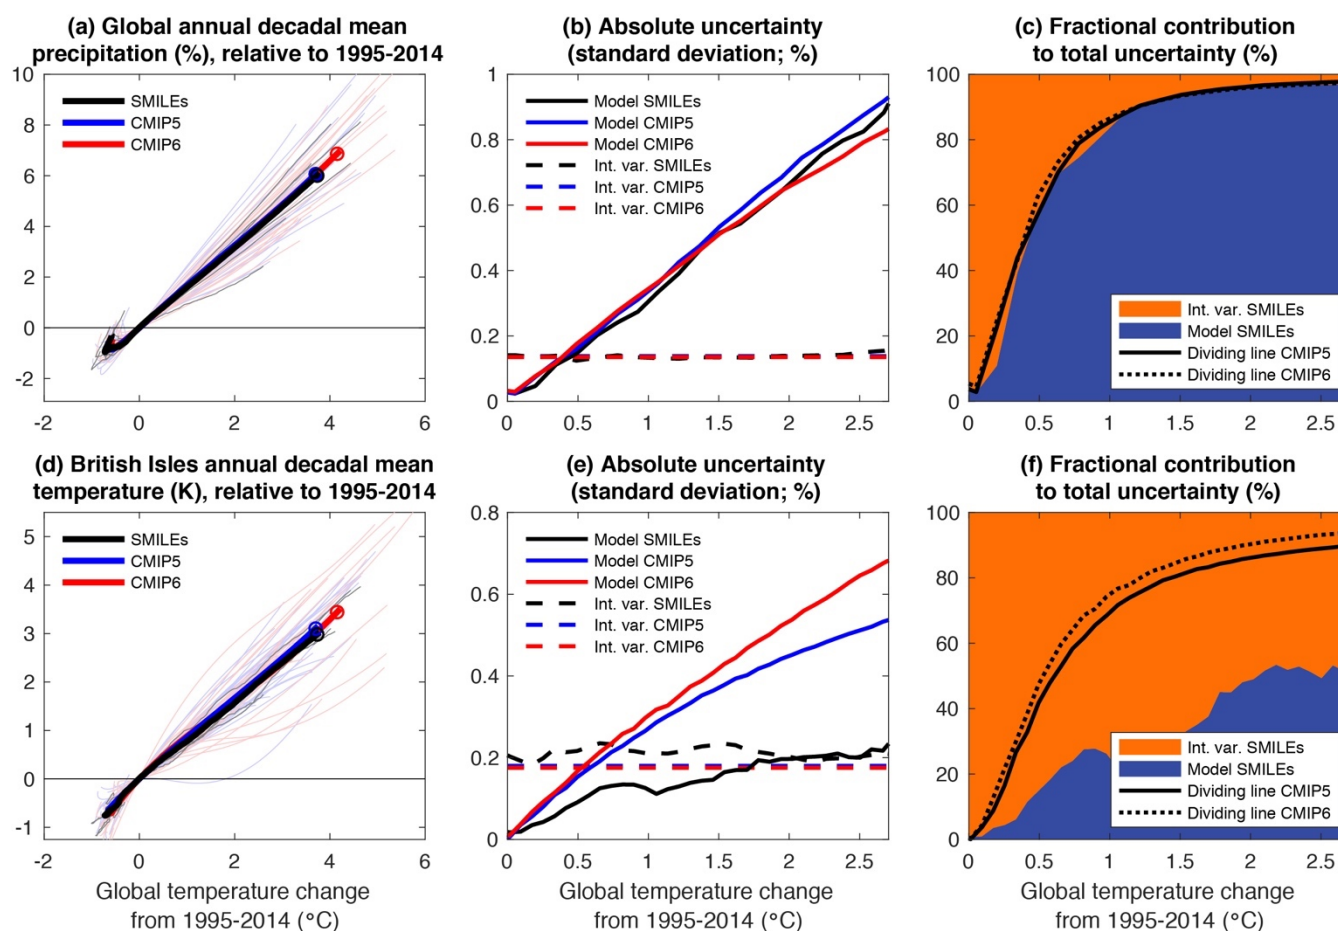 (a) Global annual decadal mean
precipitation (%), relative to 1995-2014
10
8
6
4
2
0
-2
-2
0
2
4
6
SMILEs
CMIP5
CMIP6
(b) Absolute uncertainty
(standard deviation; %)
1
0.8
0.6
0.4
0.2
0
0
0.5
1
1.5
2
2.5
Model SMILEs
Model CMIP5
Model CMIP6
Int. var. SMILEs
Int. var. CMIP5
Int. var. CMIP6
(c) Fractional contribution
to total uncertainty (%)
100
80
60
40
20
0
0
0.5
1
1.5
2
2.5
Int. var. SMILEs
Model SMILEs
Dividing line CMIP5
Dividing line CMIP6
(d) British Isles annual decadal mean
temperature (K), relative to 1995-2014
5
4
3
2
1
0
-1
-2
0
2
4
6
SMILEs
CMIP5
CMIP6
Global temperature change
from 1995-2014 (°C)
(e) Absolute uncertainty
(standard deviation; %)
0.8
0.6
0.4
0.2
0
0
0.5
1
1.5
2
2.5
Model SMILEs
Model CMIP5
Model CMIP6
Int. var. SMILEs
Int. var. CMIP5
Int. var. CMIP6
Global temperature change
from 1995-2014 (°C)
(f) Fractional contribution
to total uncertainty (%)
100
80
60
40
20
0
0
0.5
1
1.5
2
2.5
Int. var. SMILEs
Model SMILEs
Dividing line CMIP5
Dividing line CMIP6
Global temperature change
from 1995-2014 (°C)